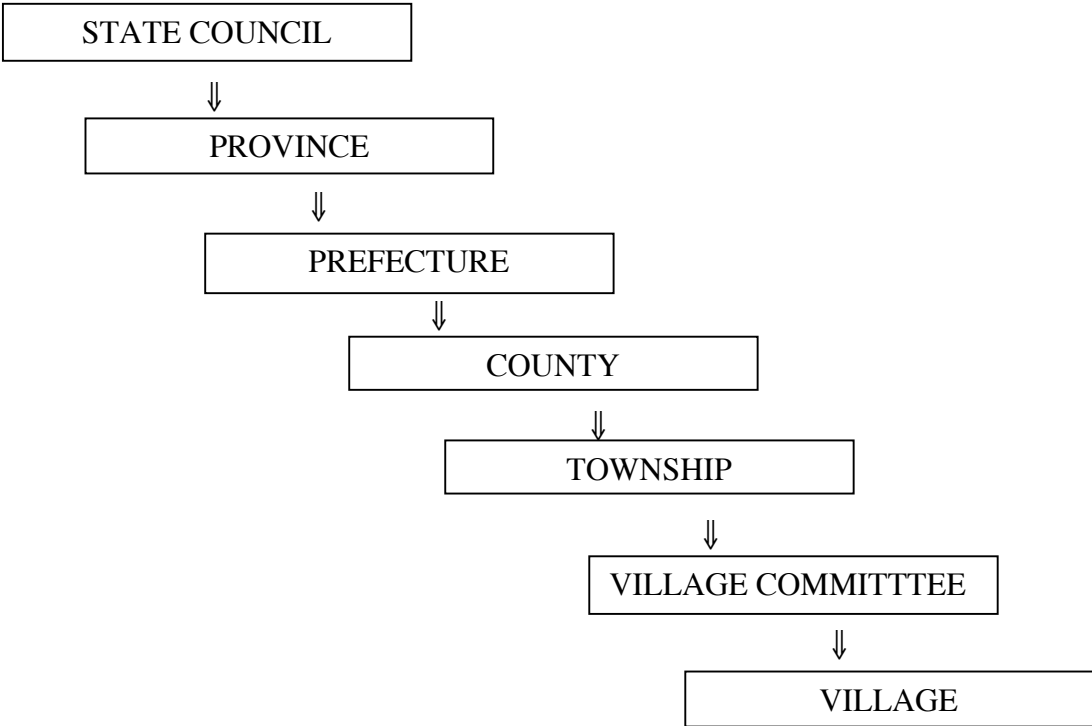 STATE COUNCIL
⇓
PROVINCE
⇓
PREFECTURE
⇓
COUNTY
⇓
TOWNSHIP
⇓
VILLAGE COMMITTTEE
⇓
VILLAGE